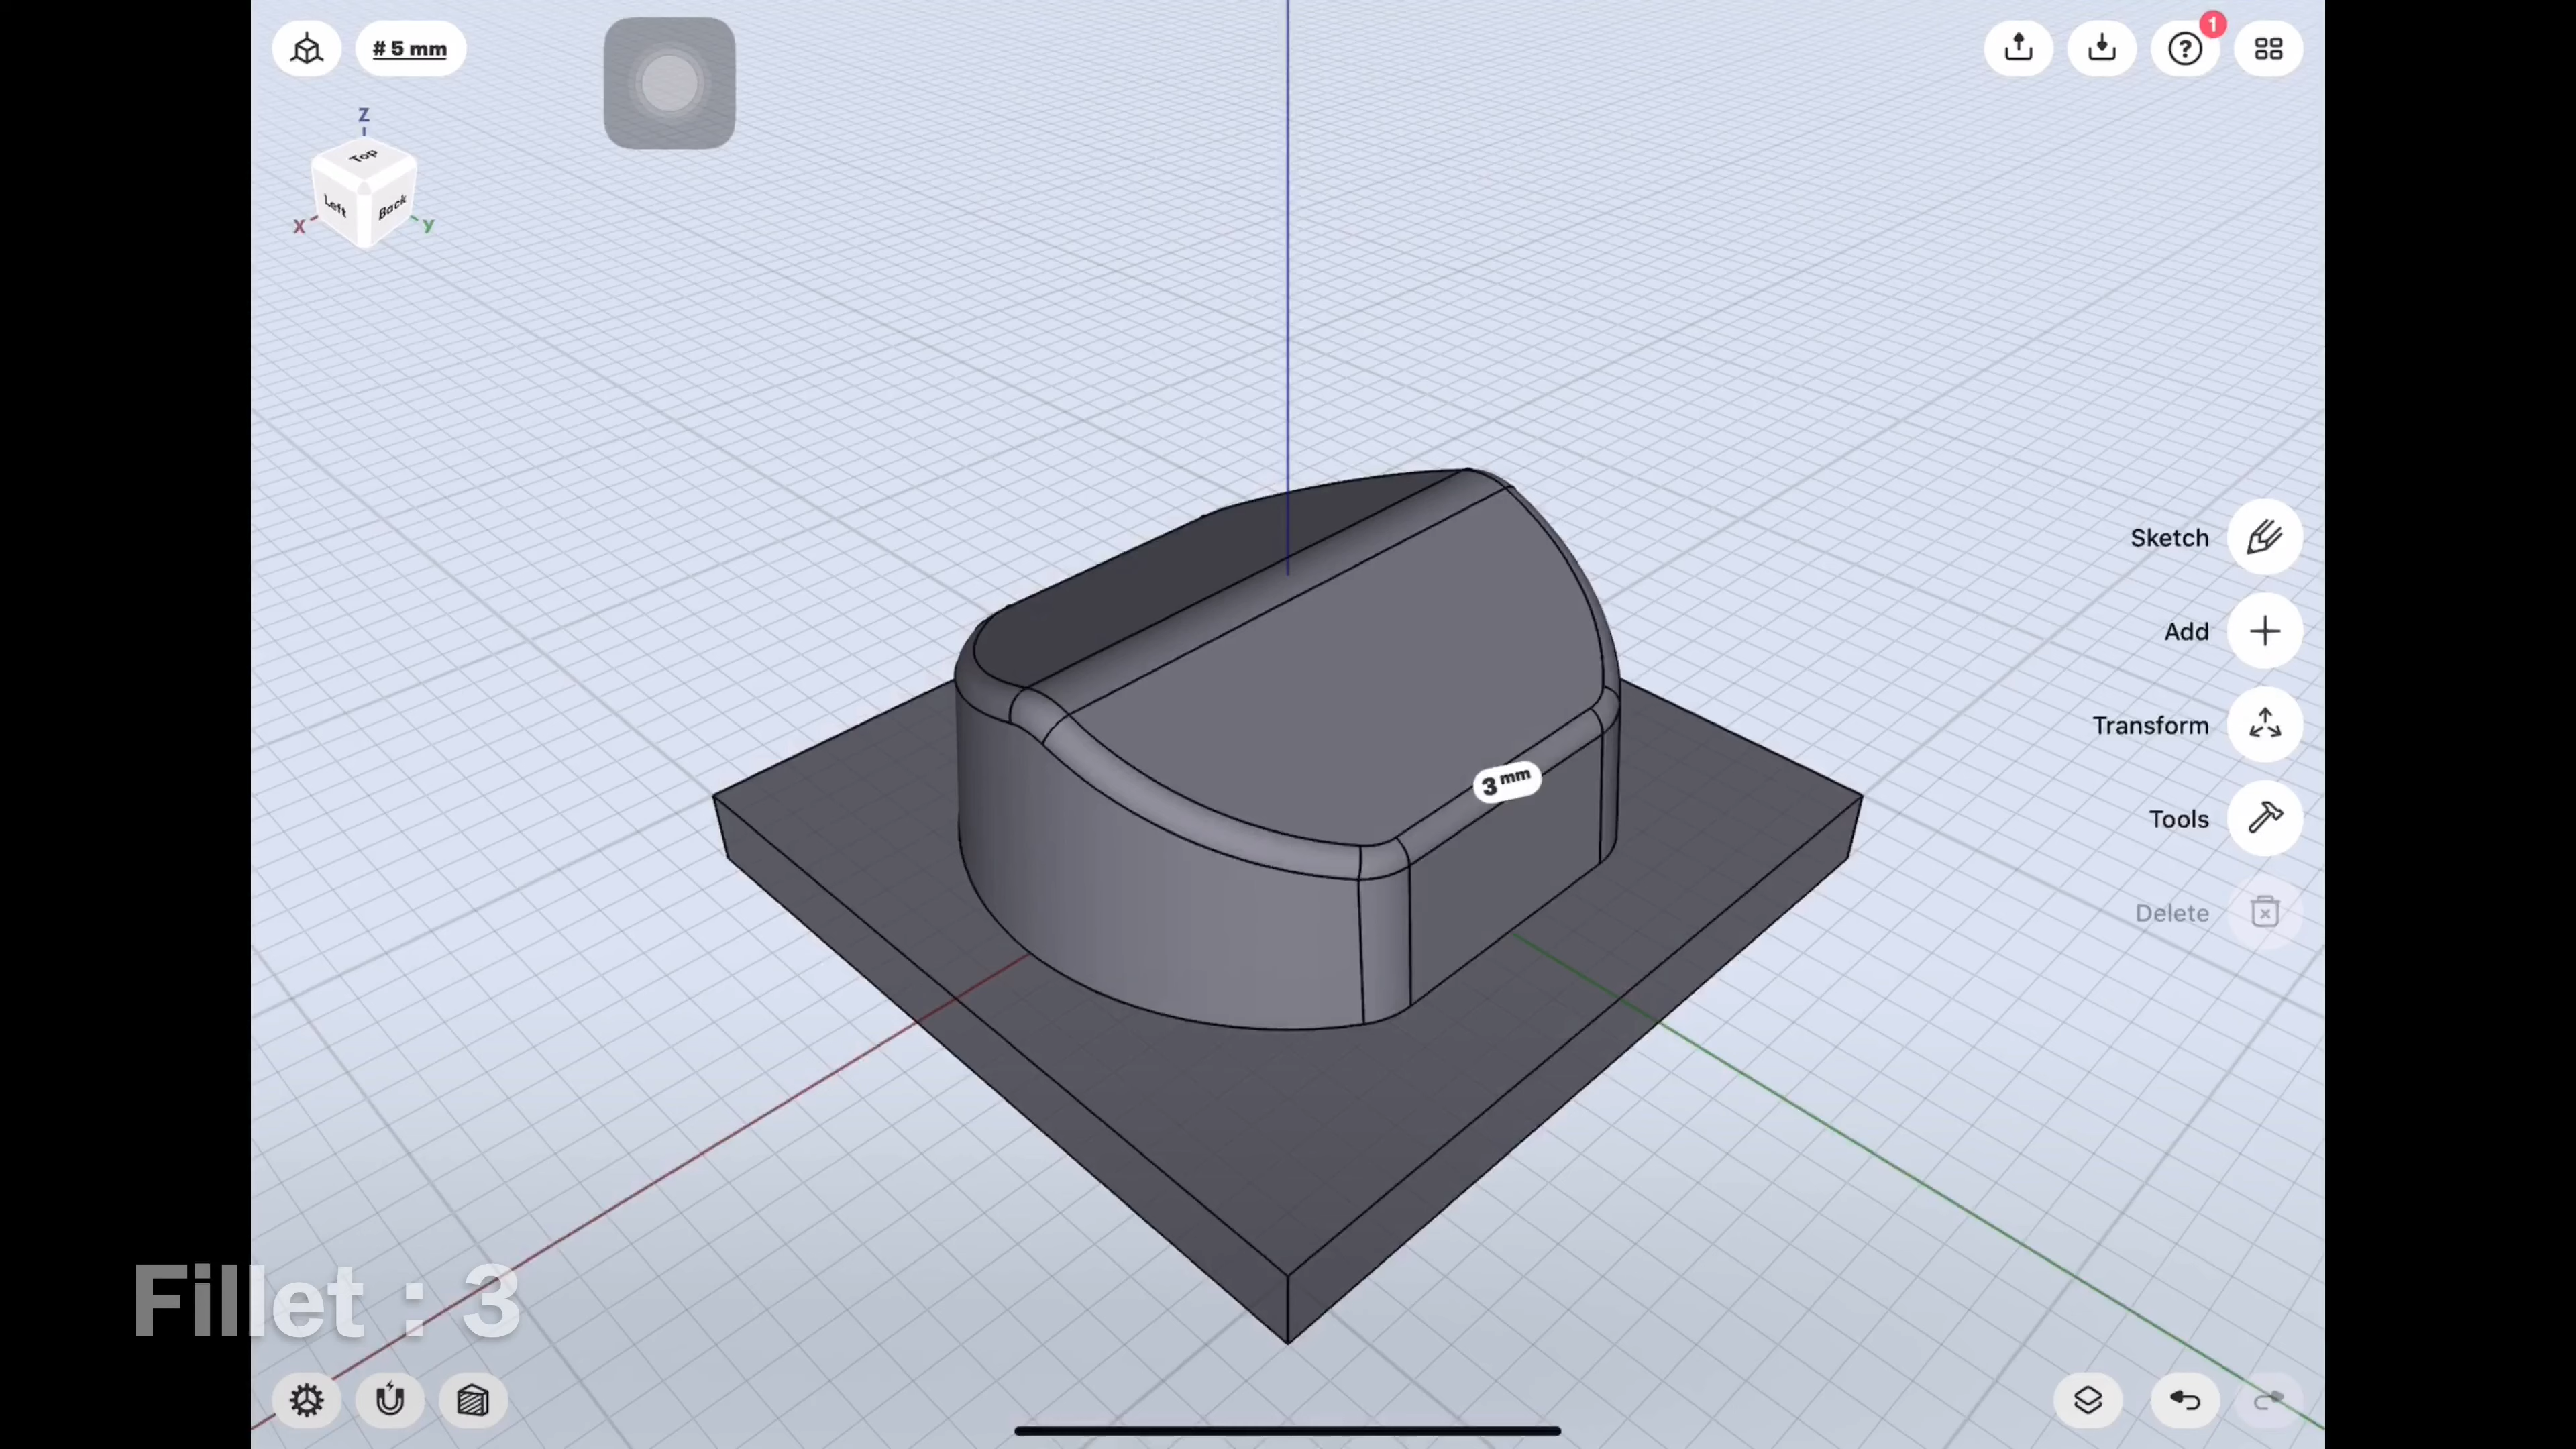 # 5 mm
1
Z
Top
Left
Back
X
Y
Sketch
Add
Transform
3 mm
Tools
Delete
Fillet : 3